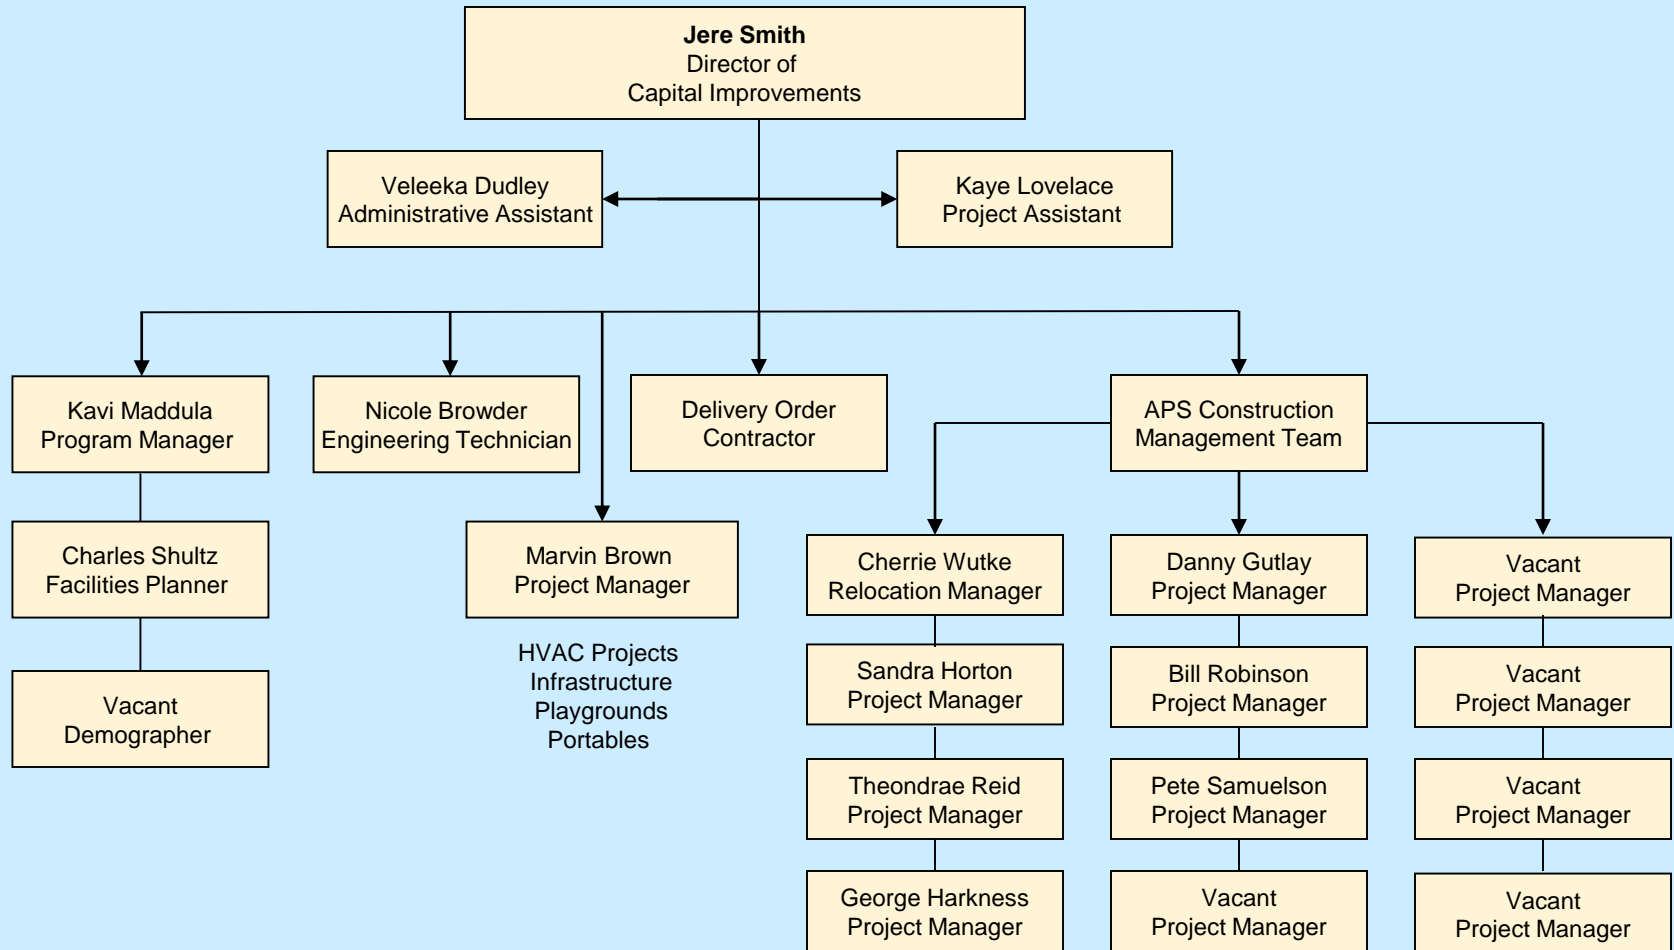 Jere Smith
Director of
Capital Improvements
Veleeka Dudley
Administrative Assistant
Kaye Lovelace
Project Assistant
Kavi Maddula
Program Manager
Nicole Browder
Engineering Technician
Delivery Order
Contractor
APS Construction
Management Team
Charles Shultz
Facilities Planner
Marvin Brown
Project Manager
Cherrie Wutke
Relocation Manager
Danny Gutlay
Project Manager
Vacant
Project Manager
HVAC Projects
Infrastructure
Playgrounds
Portables
Vacant
Demographer
Sandra Horton
Project Manager
Bill Robinson
Project Manager
Vacant
Project Manager
Theondrae Reid
Project Manager
Pete Samuelson
Project Manager
Vacant
Project Manager
George Harkness
Project Manager
Vacant
Project Manager
Vacant
Project Manager